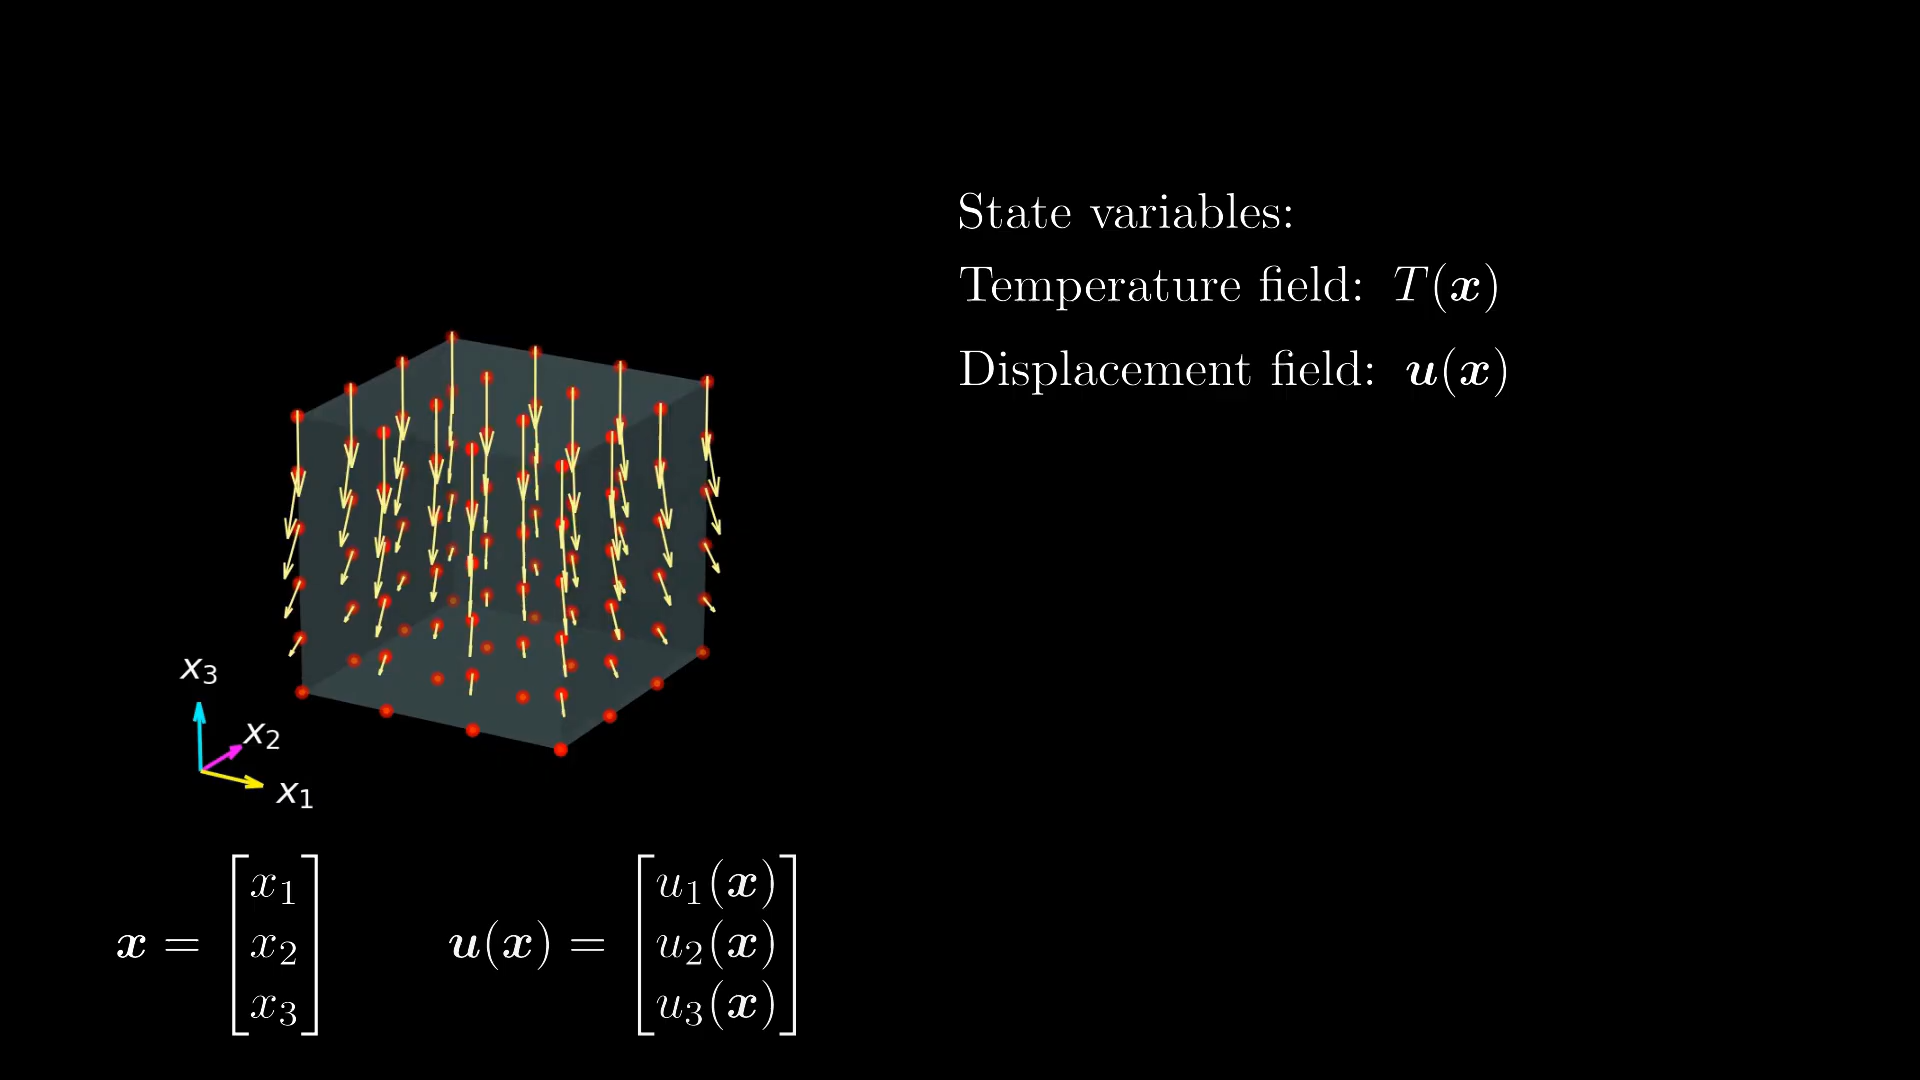 State variables:
Temperature field: T(x)
Displacement field: u(x)
x₃
x₂
x₁
x = [x₁ x₂ x₃]
u(x) = [u₁(x) u₂(x) u₃(x)]